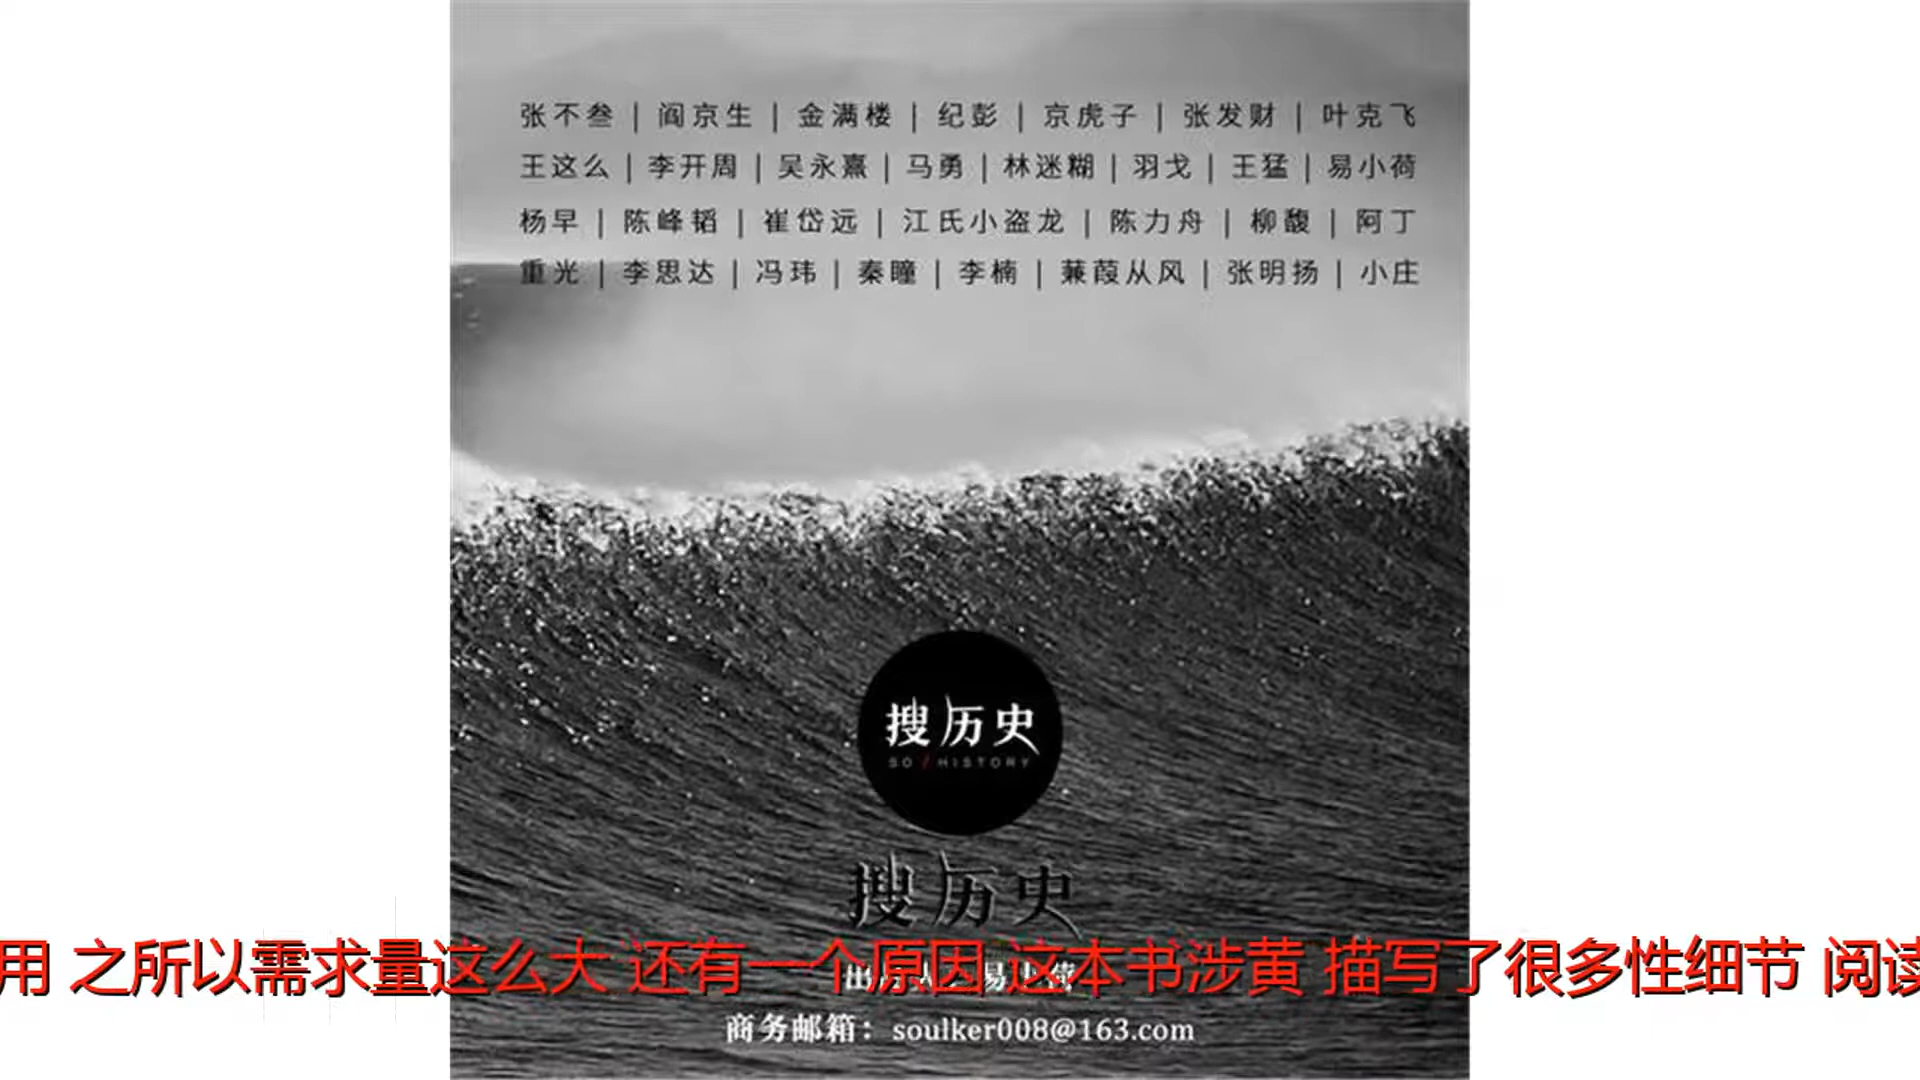 张不叁 | 阎京生 | 金满楼 | 纪彭 | 京虎子 | 张发财 | 叶克飞
王这么 | 李开周 | 吴永熹 | 马勇 | 林迷糊 | 羽戈 | 王猛 | 易小荷
杨早 | 陈峰韬 | 崔岱远 | 江氏小盗龙 | 陈力舟 | 柳馥 | 阿丁
重光 | 李思达 | 冯玮 | 秦曈 | 李楠 | 蒹葭从风 | 张明扬 | 小庄
搜历史
SO / HISTORY
搜历史
用 之所以需求量这么大 还有一个原因 这本书涉黄 描写了很多性细节 阅读
商务邮箱：soulker008@163.com